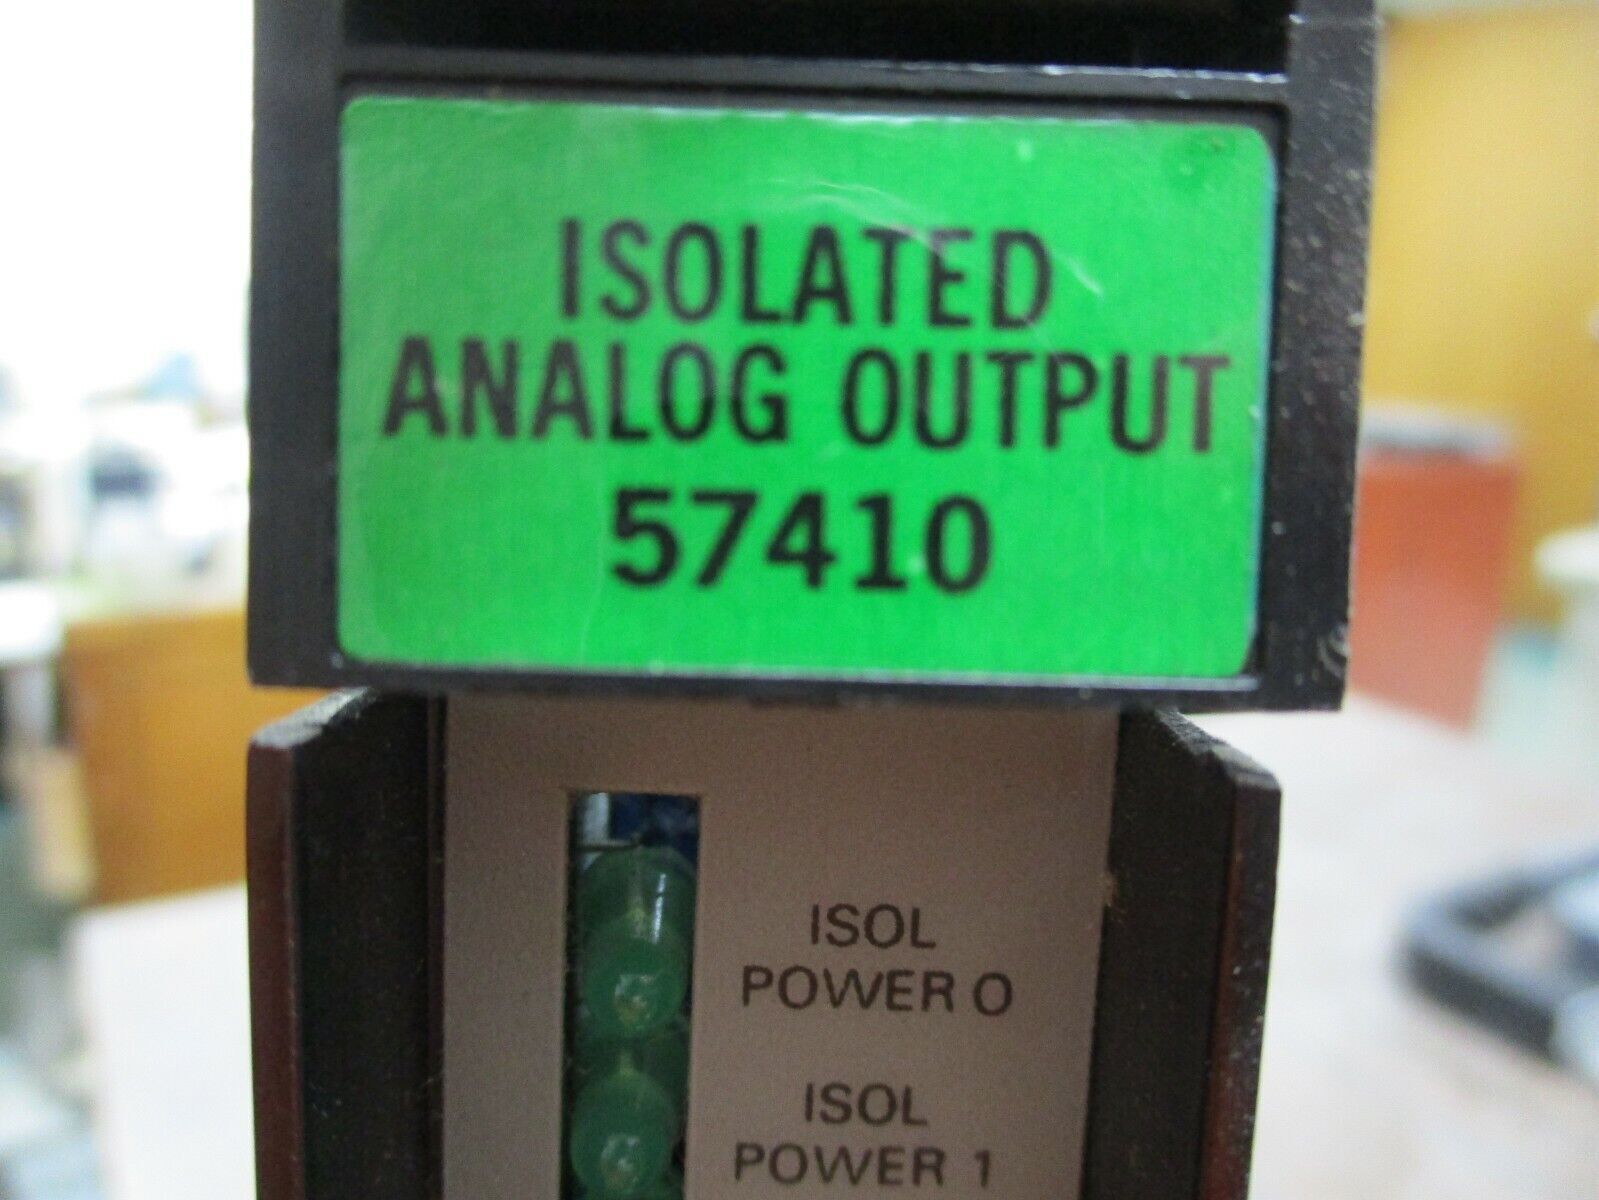 ISOLATED
ANALOG OUTPUT
57410
ISOL
POWER 0
ISOL
POWER 1